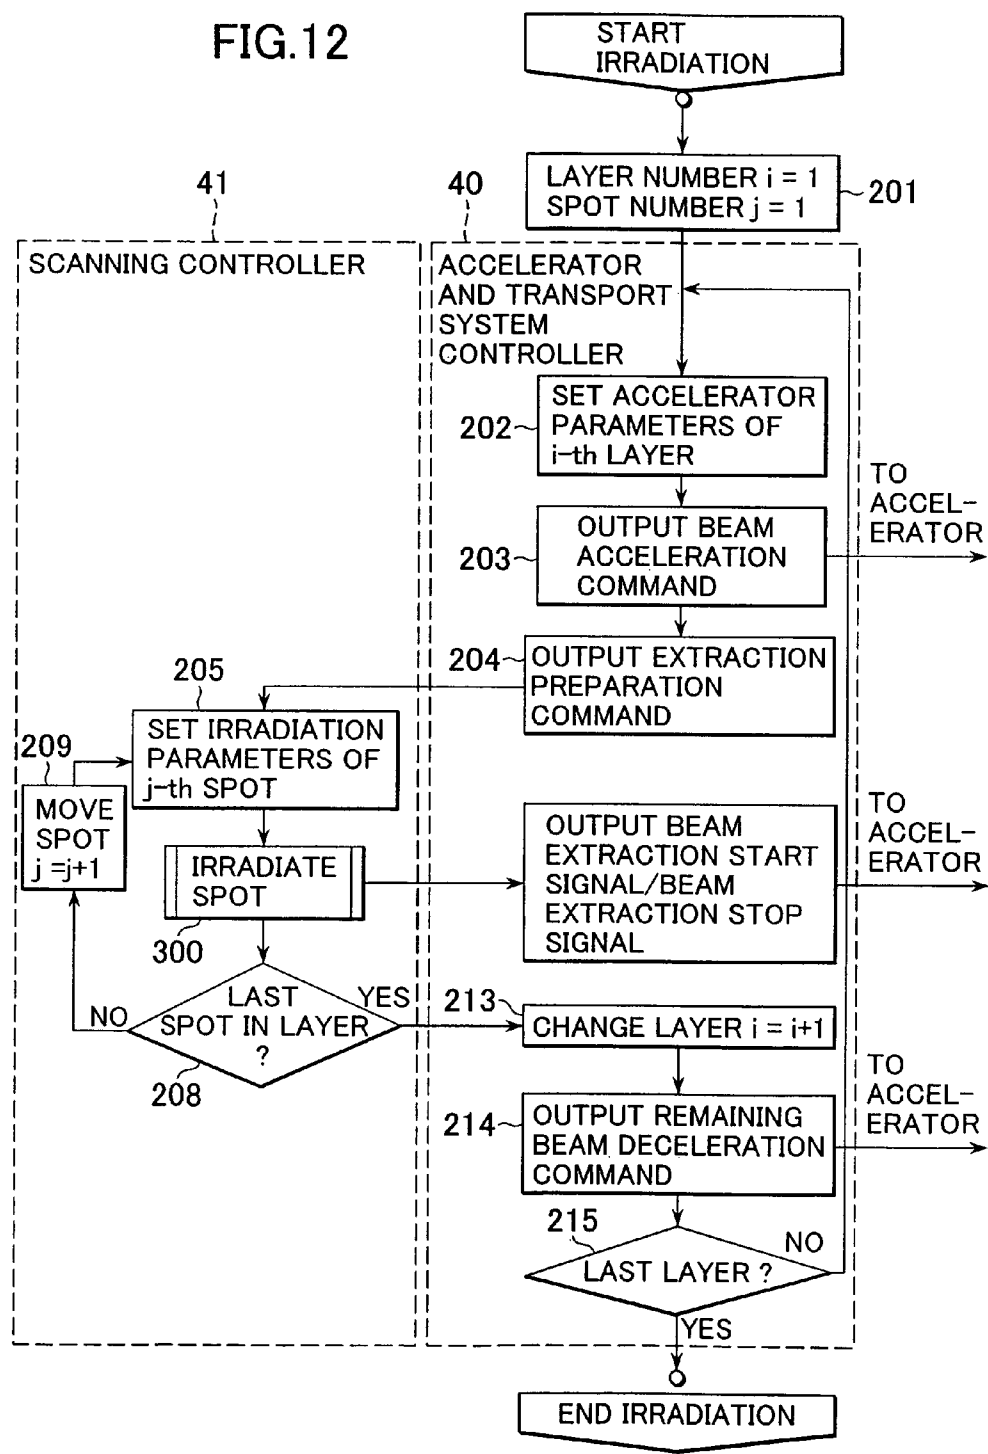 FIG.12
START
IRRADIATION
LAYER NUMBER i = 1
SPOT NUMBER j = 1
201
41
40
SCANNING CONTROLLER
ACCELERATOR
AND TRANSPORT
SYSTEM
CONTROLLER
202
SET ACCELERATOR
PARAMETERS OF
i-th LAYER
TO
ACCEL-
ERATOR
203
OUTPUT BEAM
ACCELERATION
COMMAND
204
OUTPUT EXTRACTION
PREPARATION
COMMAND
205
SET IRRADIATION
PARAMETERS OF
j-th SPOT
209
MOVE
SPOT
j =j+1
IRRADIATE
SPOT
300
OUTPUT BEAM
EXTRACTION START
SIGNAL/BEAM
EXTRACTION STOP
SIGNAL
TO
ACCEL-
ERATOR
LAST
SPOT IN LAYER
?
NO
YES
208
213
CHANGE LAYER i = i+1
214
OUTPUT REMAINING
BEAM DECELERATION
COMMAND
TO
ACCEL-
ERATOR
215
LAST LAYER ?
NO
YES
END IRRADIATION